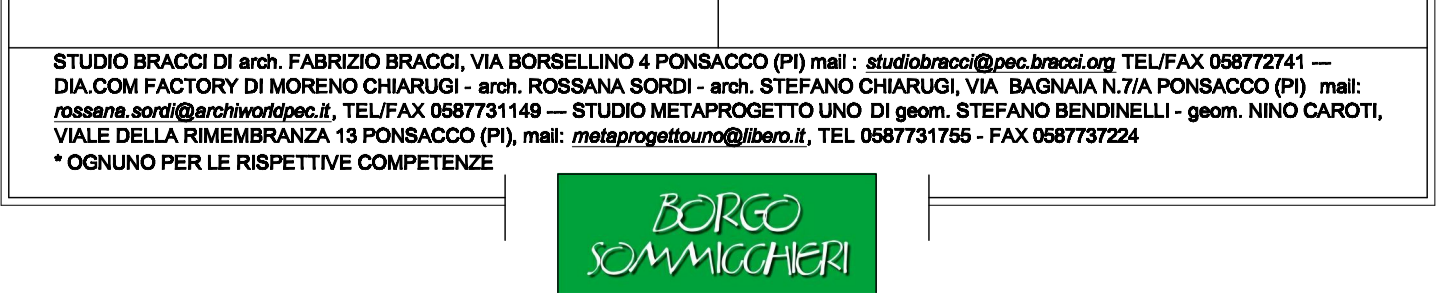 STUDIO BRACCI DI arch. FABRIZIO BRACCI, VIA BORSELLINO 4 PONSACCO (PI) mail : studiobracci@pec.bracci.org TEL/FAX 058772741 ---
DIA.COM FACTORY DI MORENO CHIARUGI - arch. ROSSANA SORDI - arch. STEFANO CHIARUGI, VIA BAGNAIA N.7/A PONSACCO (PI) mail:
rossana.sordi@archiworldpec.it, TEL/FAX 0587731149 --- STUDIO METAPROGETTO UNO DI geom. STEFANO BENDINELLI - geom. NINO CAROTI,
VIALE DELLA RIMEMBRANZA 13 PONSACCO (PI), mail: metaprogettouno@libero.it, TEL 0587731755 - FAX 0587737224
* OGNUNO PER LE RISPETTIVE COMPETENZE
BORGO
SOMMICCHIERI